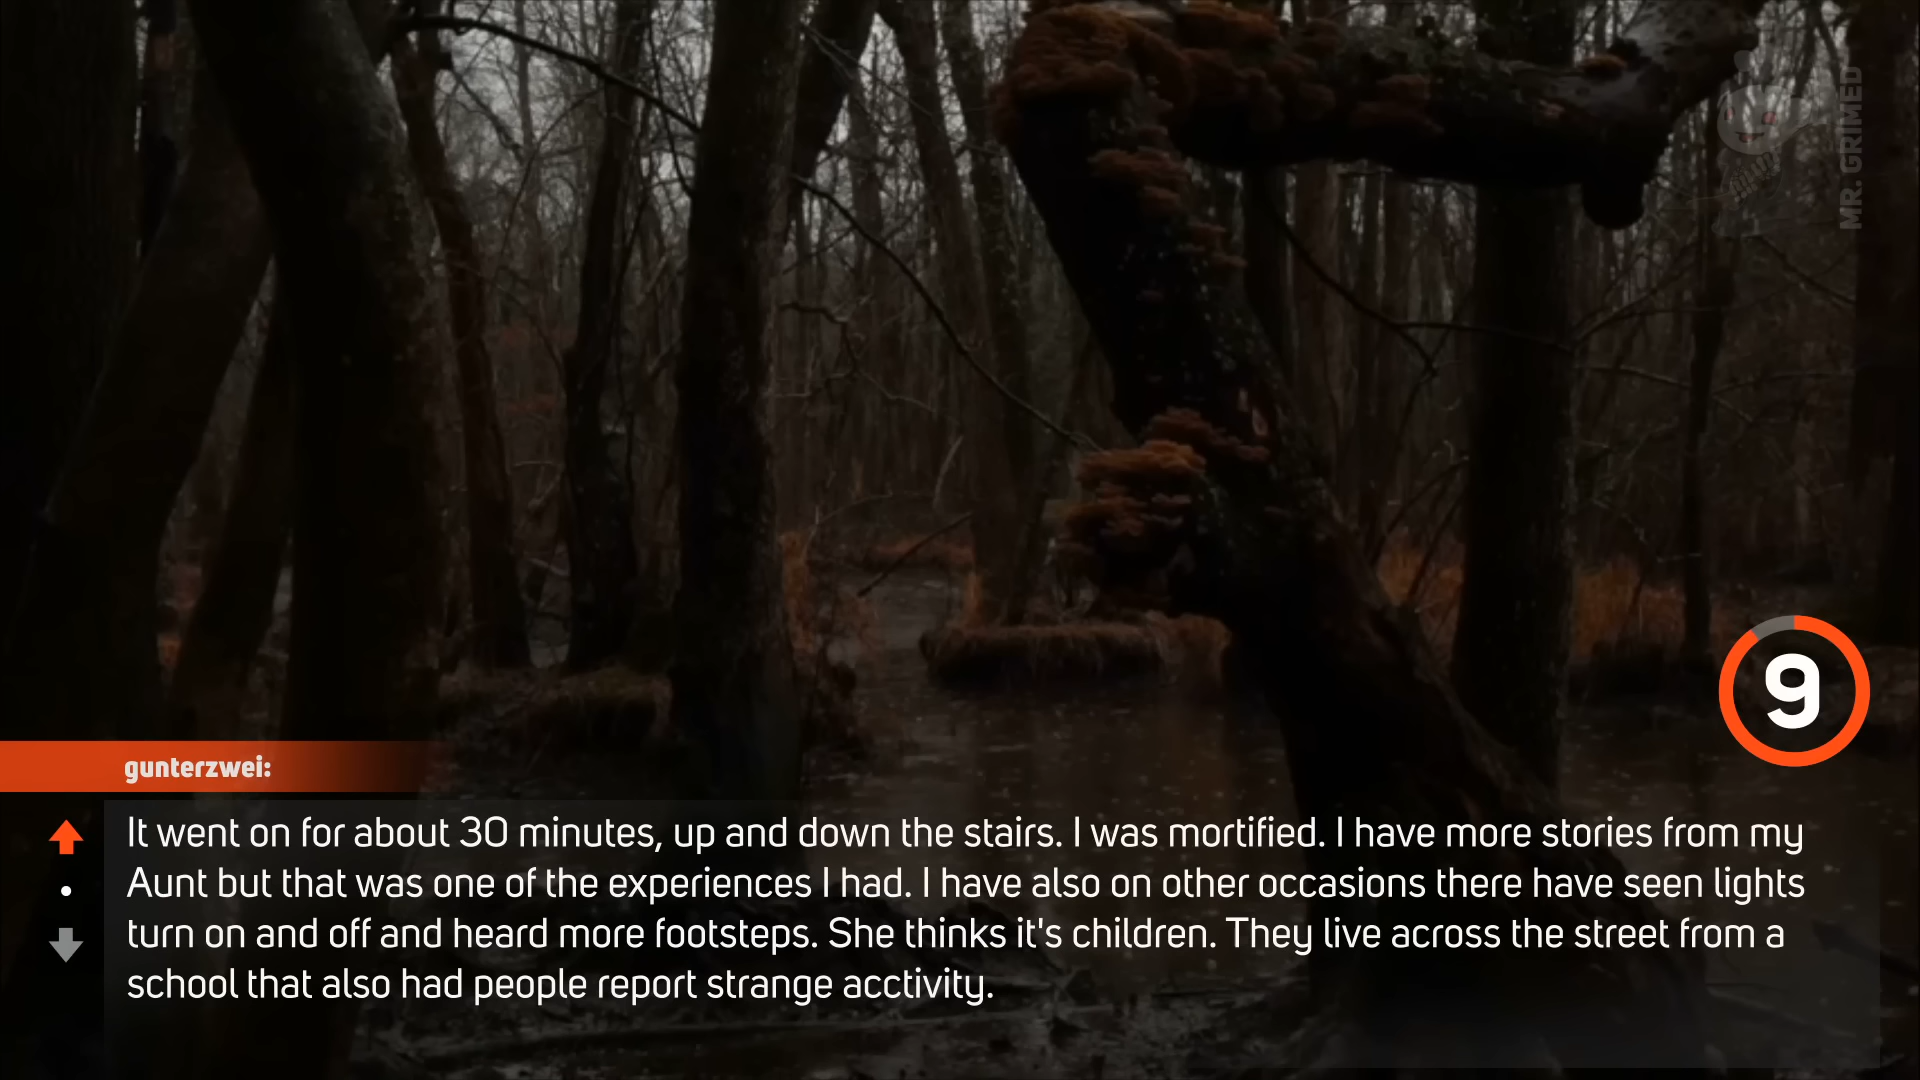 MR. GRIMED
9
gunterzwei:
It went on for about 30 minutes, up and down the stairs. I was mortified. I have more stories from my
Aunt but that was one of the experiences I had. I have also on other occasions there have seen lights
turn on and off and heard more footsteps. She thinks it's children. They live across the street from a
school that also had people report strange acctivity.